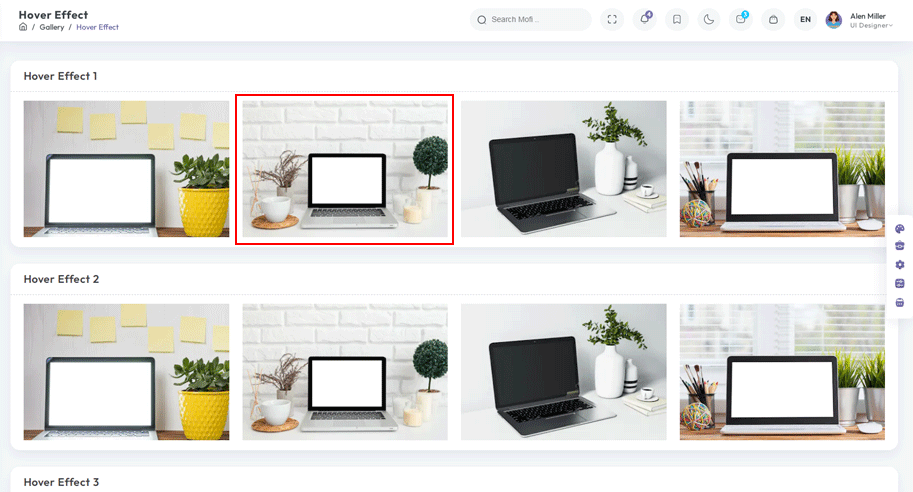 Hover Effect
/ Gallery / Hover Effect
Search Mofi ..
4
3
EN
Alen Miller
UI Designer
Hover Effect 1
Hover Effect 2
Hover Effect 3